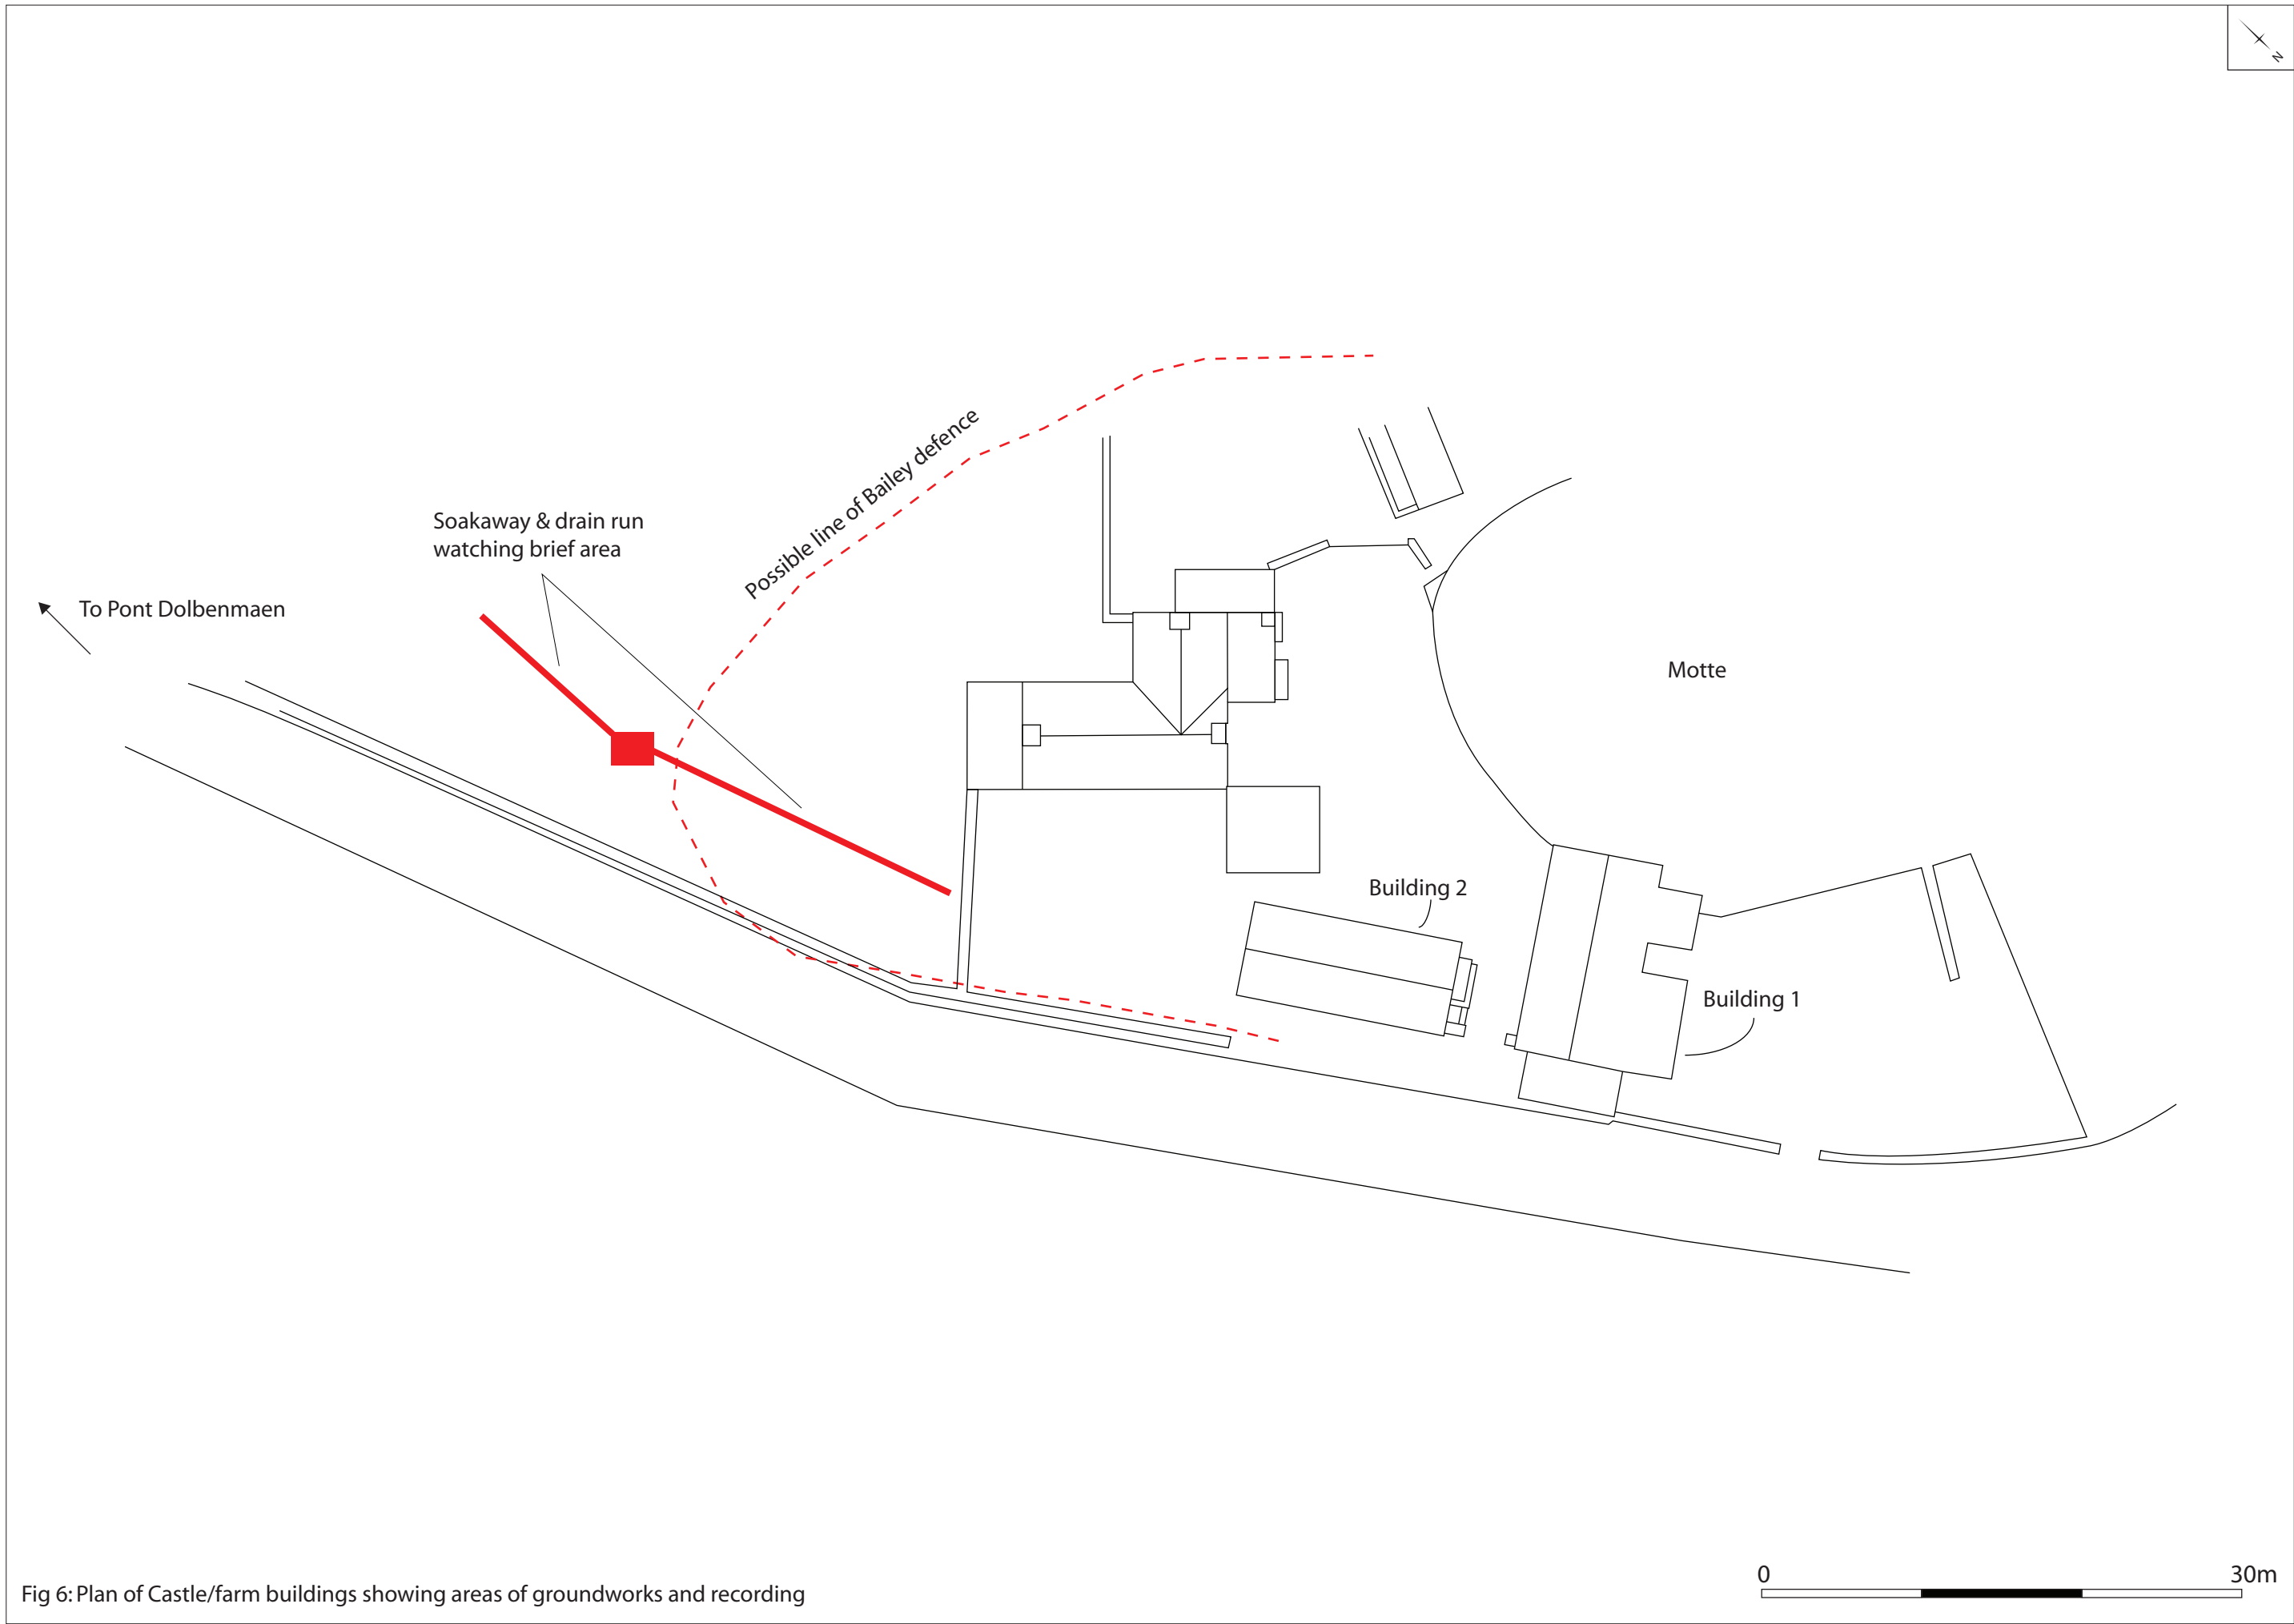 N
Possible line of Bailey defence
Soakaway & drain run
watching brief area
To Pont Dolbenmaen
Motte
Building 2
Building 1
0 30m
Fig 6: Plan of Castle/farm buildings showing areas of groundworks and recording